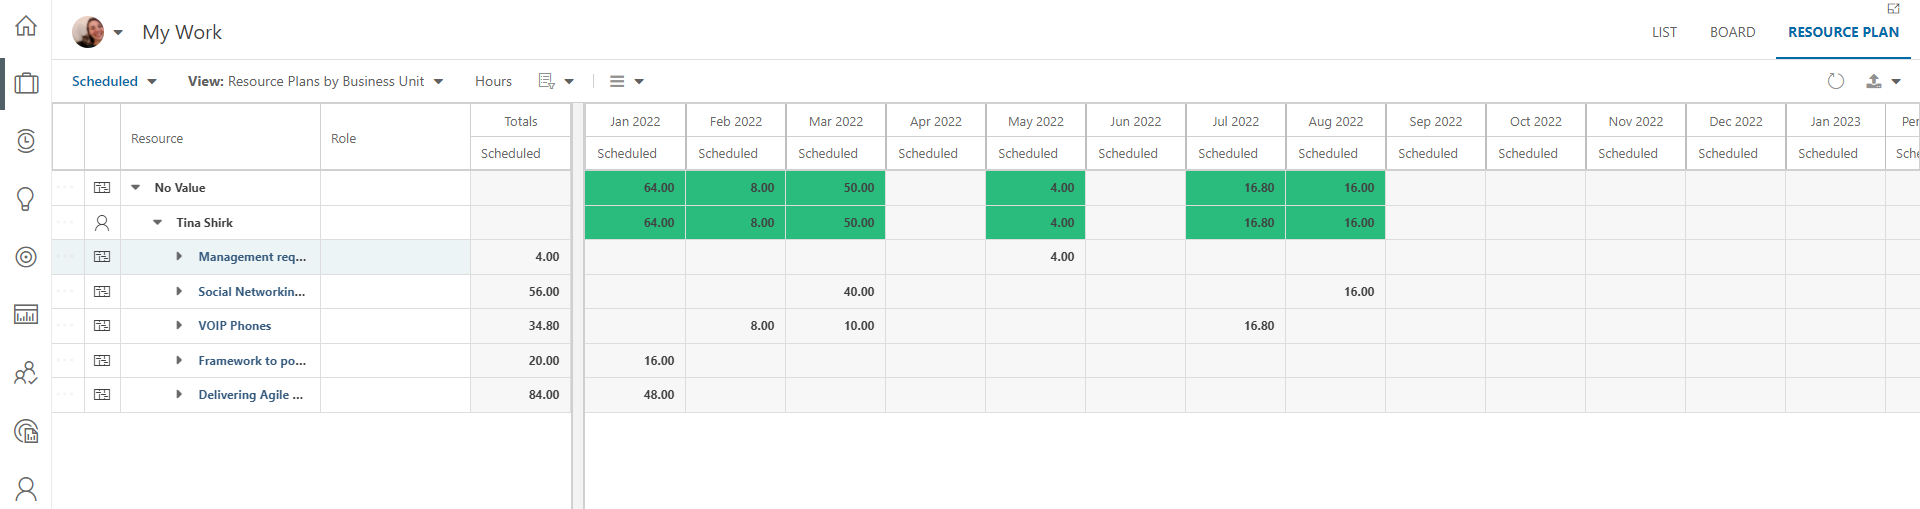 My Work
LIST BOARD RESOURCE PLAN
Scheduled View: Resource Plans by Business Unit Hours
Resource Role Totals Jan 2022 Feb 2022 Mar 2022 Apr 2022 May 2022 Jun 2022 Jul 2022 Aug 2022 Sep 2022 Oct 2022 Nov 2022 Dec 2022 Jan 2023 Per
Scheduled Scheduled Scheduled Scheduled Scheduled Scheduled Scheduled Scheduled Scheduled Scheduled Scheduled Scheduled Scheduled Scheduled Sche
No Value 64.00 8.00 50.00 4.00 16.80 16.00
Tina Shirk 64.00 8.00 50.00 4.00 16.80 16.00
Management req... 4.00 4.00
Social Networkin... 56.00 40.00 16.00
VOIP Phones 34.80 8.00 10.00 16.80
Framework to po... 20.00 16.00
Delivering Agile ... 84.00 48.00